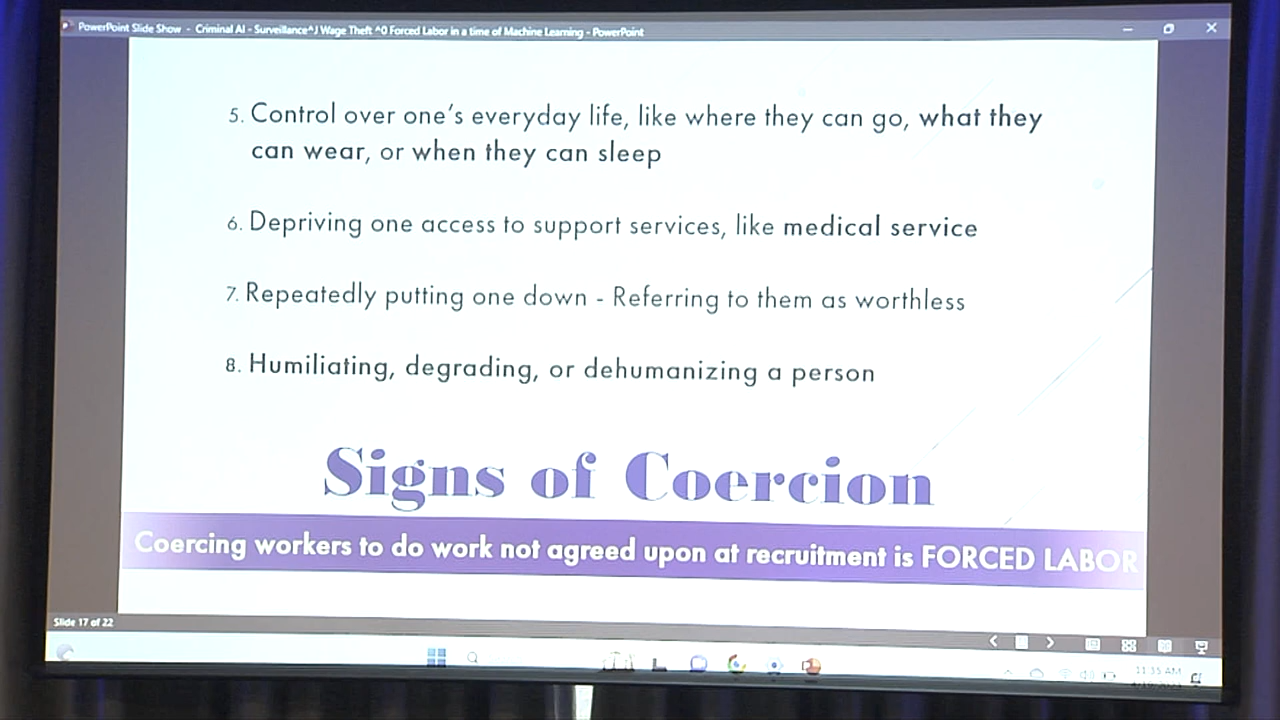 PowerPoint Slide Show - Criminal AI - Surveillance^J Wage Theft ^0 Forced Labor in a time of Machine Learning - PowerPoint
5. Control over one's everyday life, like where they can go, what they
can wear, or when they can sleep
6. Depriving one access to support services, like medical service
7. Repeatedly putting one down - Referring to them as worthless
8. Humiliating, degrading, or dehumanizing a person
Signs of Coercion
Coercing workers to do work not agreed upon at recruitment is FORCED LABOR
Slide 17 of 22
11:35 AM